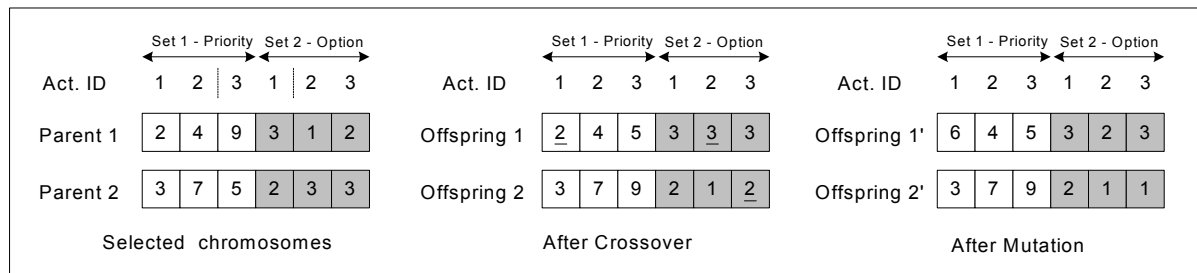 Set 1 - Priority Set 2 - Option Set 1 - Priority Set 2 - Option Set 1 - Priority Set 2 - Option
Act. ID 1 2 3 1 2 3 Act. ID 1 2 3 1 2 3 Act. ID 1 2 3 1 2 3
Parent 1 2 4 9 3 1 2 Offspring 1 2 4 5 3 3 3 Offspring 1' 6 4 5 3 2 3
Parent 2 3 7 5 2 3 3 Offspring 2 3 7 9 2 1 2 Offspring 2' 3 7 9 2 1 1
Selected chromosomes After Crossover After Mutation